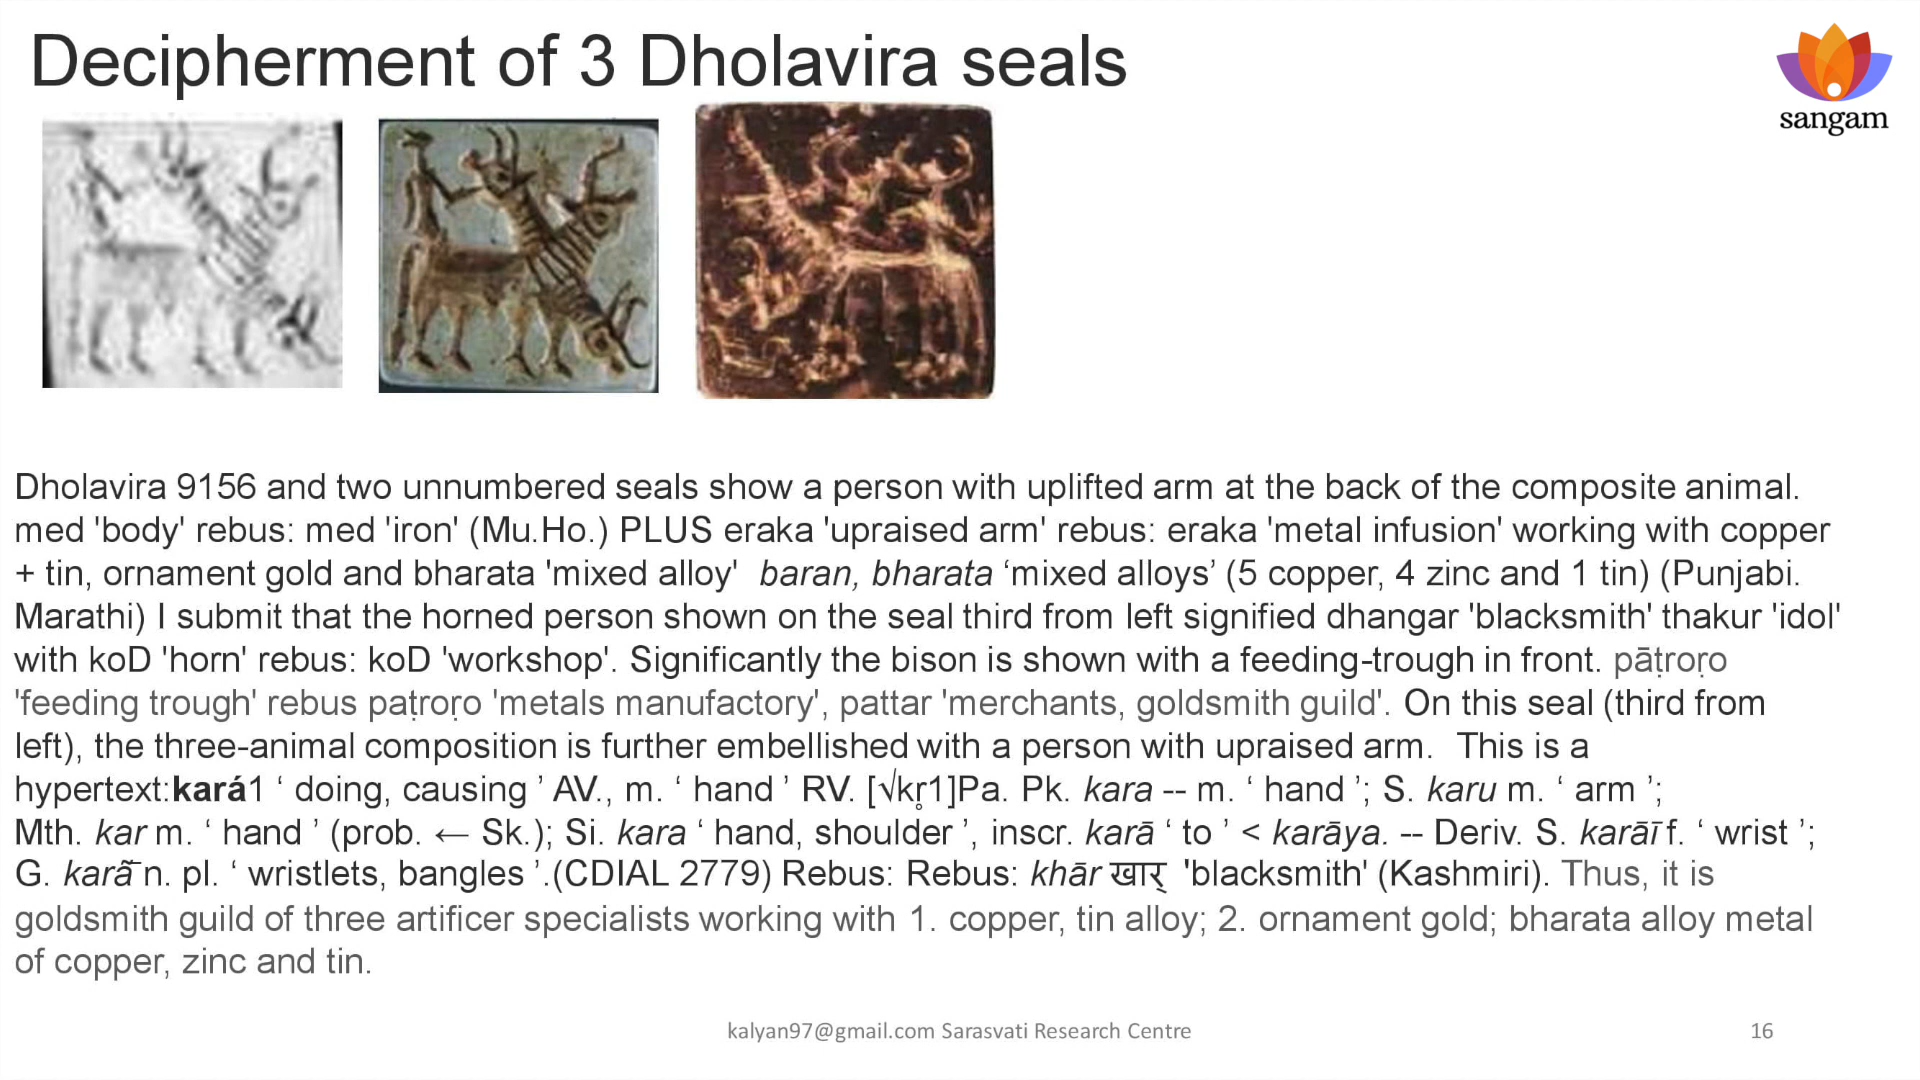 Decipherment of 3 Dholavira seals
sangam
Dholavira 9156 and two unnumbered seals show a person with uplifted arm at the back of the composite animal.
med 'body' rebus: med 'iron' (Mu.Ho.) PLUS eraka 'upraised arm' rebus: eraka 'metal infusion' working with copper
+ tin, ornament gold and bharata 'mixed alloy' baran, bharata ‘mixed alloys’ (5 copper, 4 zinc and 1 tin) (Punjabi.
Marathi) I submit that the horned person shown on the seal third from left signified dhangar 'blacksmith' thakur 'idol'
with koD 'horn' rebus: koD 'workshop'. Significantly the bison is shown with a feeding-trough in front. pāṭroṛo
'feeding trough' rebus paṭroṛo 'metals manufactory', pattar 'merchants, goldsmith guild'. On this seal (third from
left), the three-animal composition is further embellished with a person with upraised arm. This is a
hypertext:kará1 ‘ doing, causing ’ AV., m. ‘ hand ’ RV. [√kr̥1]Pa. Pk. kara -- m. ‘ hand ’; S. karu m. ‘ arm ’;
Mth. kar m. ‘ hand ’ (prob. ← Sk.); Si. kara ‘ hand, shoulder ’, inscr. karā ‘ to ’ < karāya. -- Deriv. S. karāī f. ‘ wrist ’;
G. karā̃ n. pl. ‘ wristlets, bangles ’.(CDIAL 2779) Rebus: Rebus: khār खार् 'blacksmith' (Kashmiri). Thus, it is
goldsmith guild of three artificer specialists working with 1. copper, tin alloy; 2. ornament gold; bharata alloy metal
of copper, zinc and tin.
kalyan97@gmail.com Sarasvati Research Centre
16